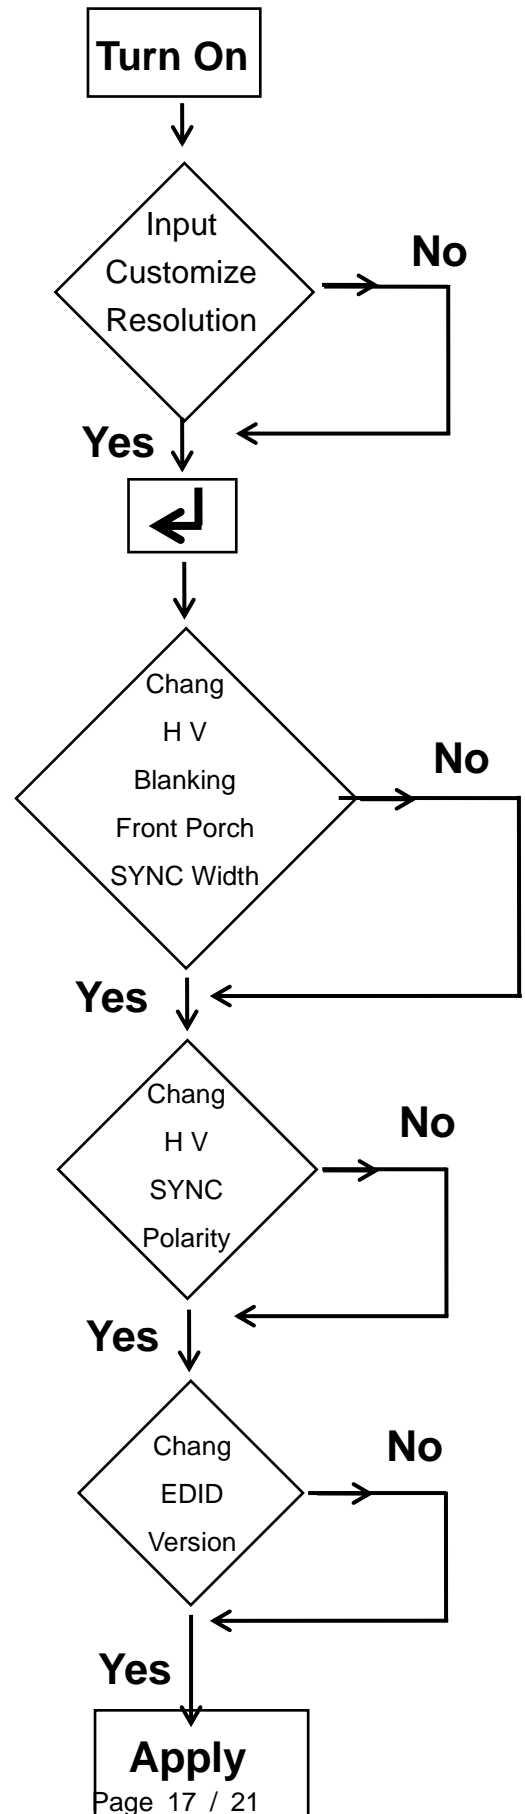 Turn On
Input
Customize
Resolution
No
Yes
Chang
H V
Blanking
Front Porch
SYNC Width
No
Yes
Chang
H V
SYNC
Polarity
No
Yes
Chang
EDID
Version
No
Yes
Apply
Page 17 / 21